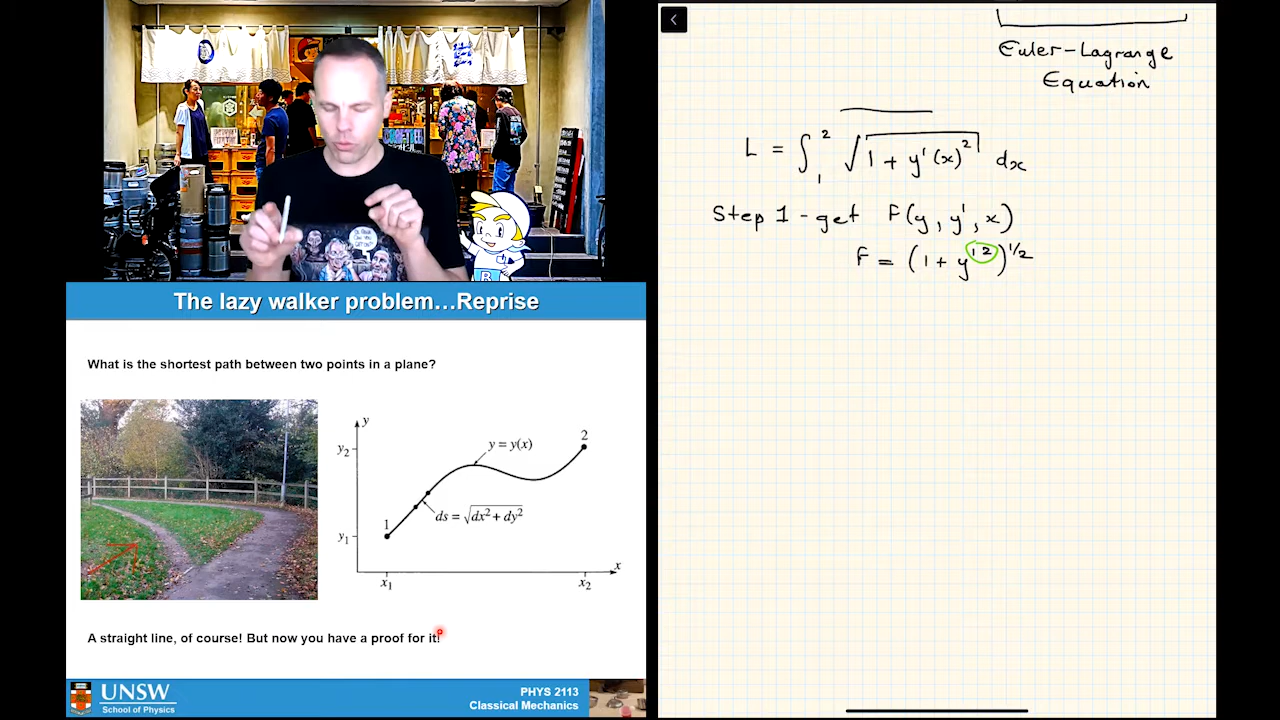 The lazy walker problem…Reprise
What is the shortest path between two points in a plane?
y
y₂
y₁
1
2
y = y(x)
ds = √dx² + dy²
x₁
x₂
x
A straight line, of course! But now you have a proof for it!
UNSW
School of Physics
PHYS 2113
Classical Mechanics
Euler-Lagrange
Equation
L = ∫₁² √1 + y'(x)² dx
Step 1 - get F(y, y', x)
F = (1 + y'²)^1/2